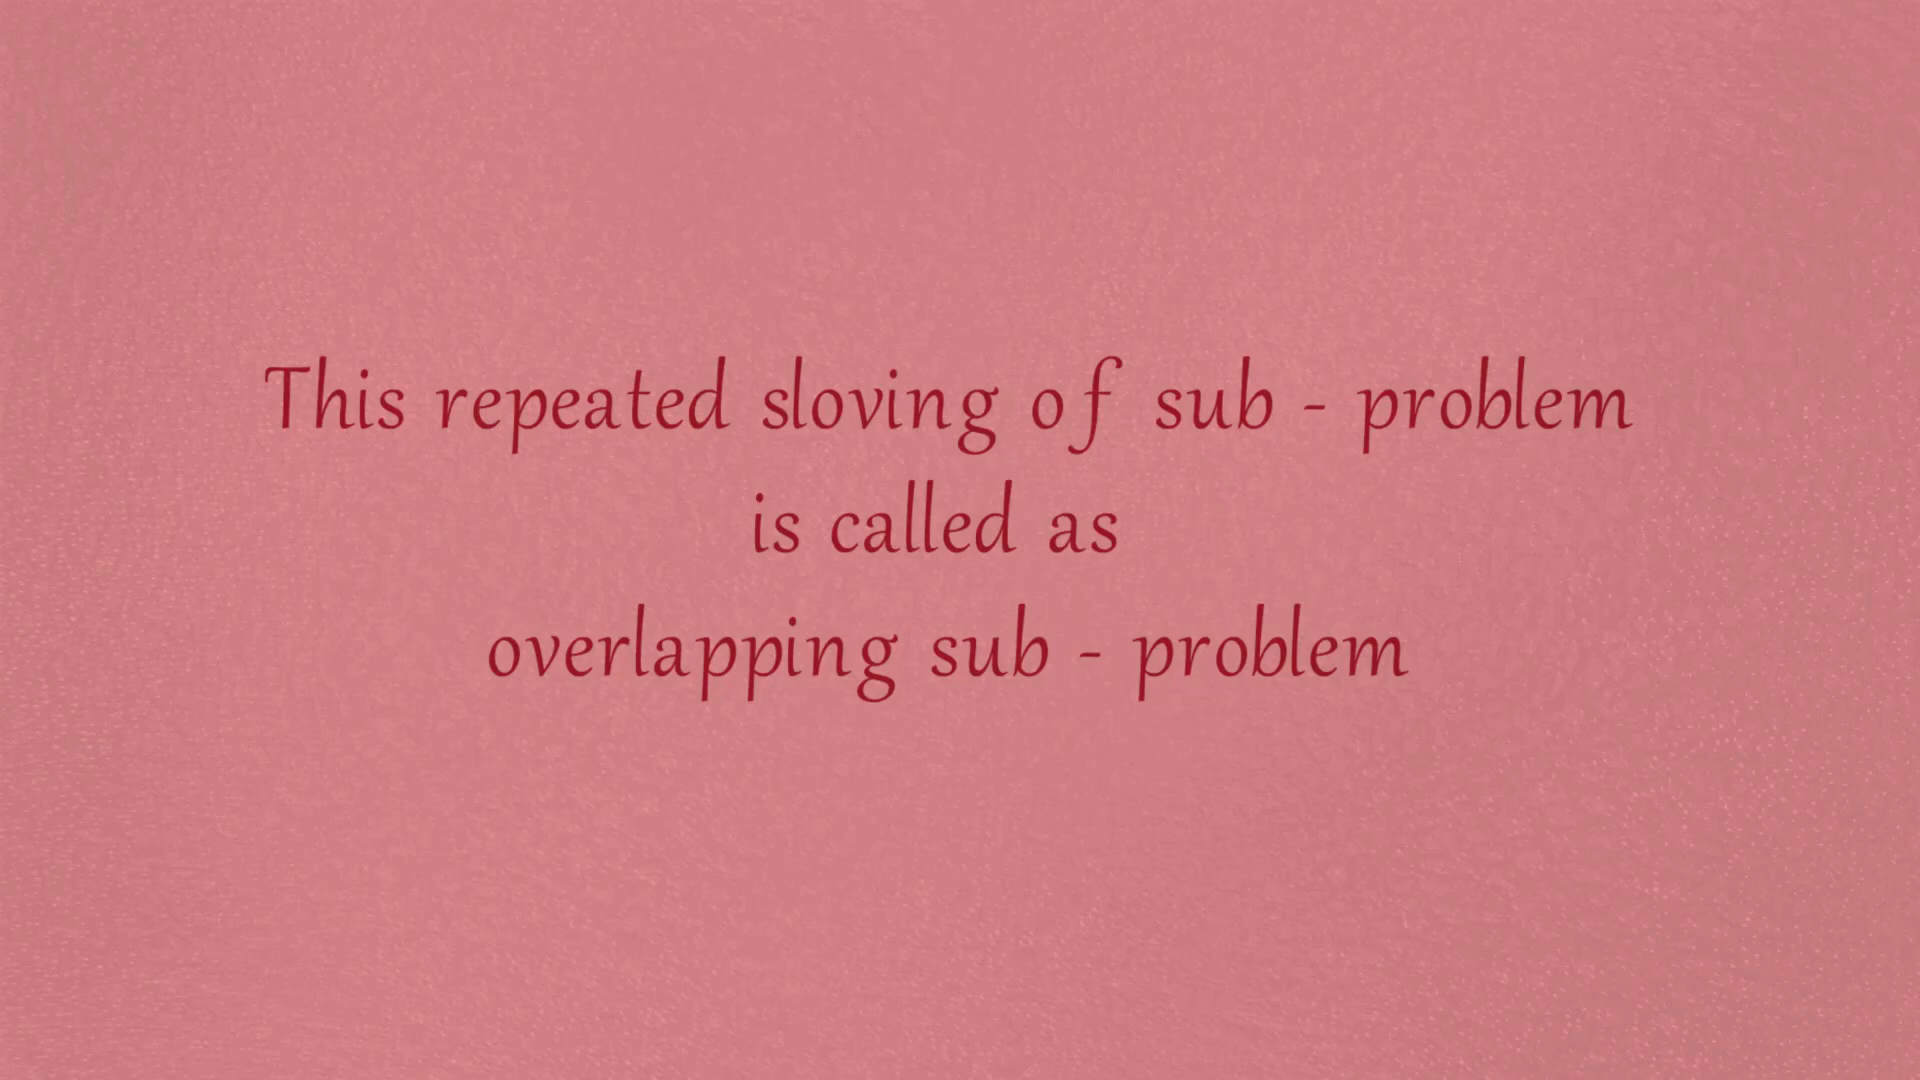 This repeated sloving of sub - problem
is called as
overlapping sub - problem